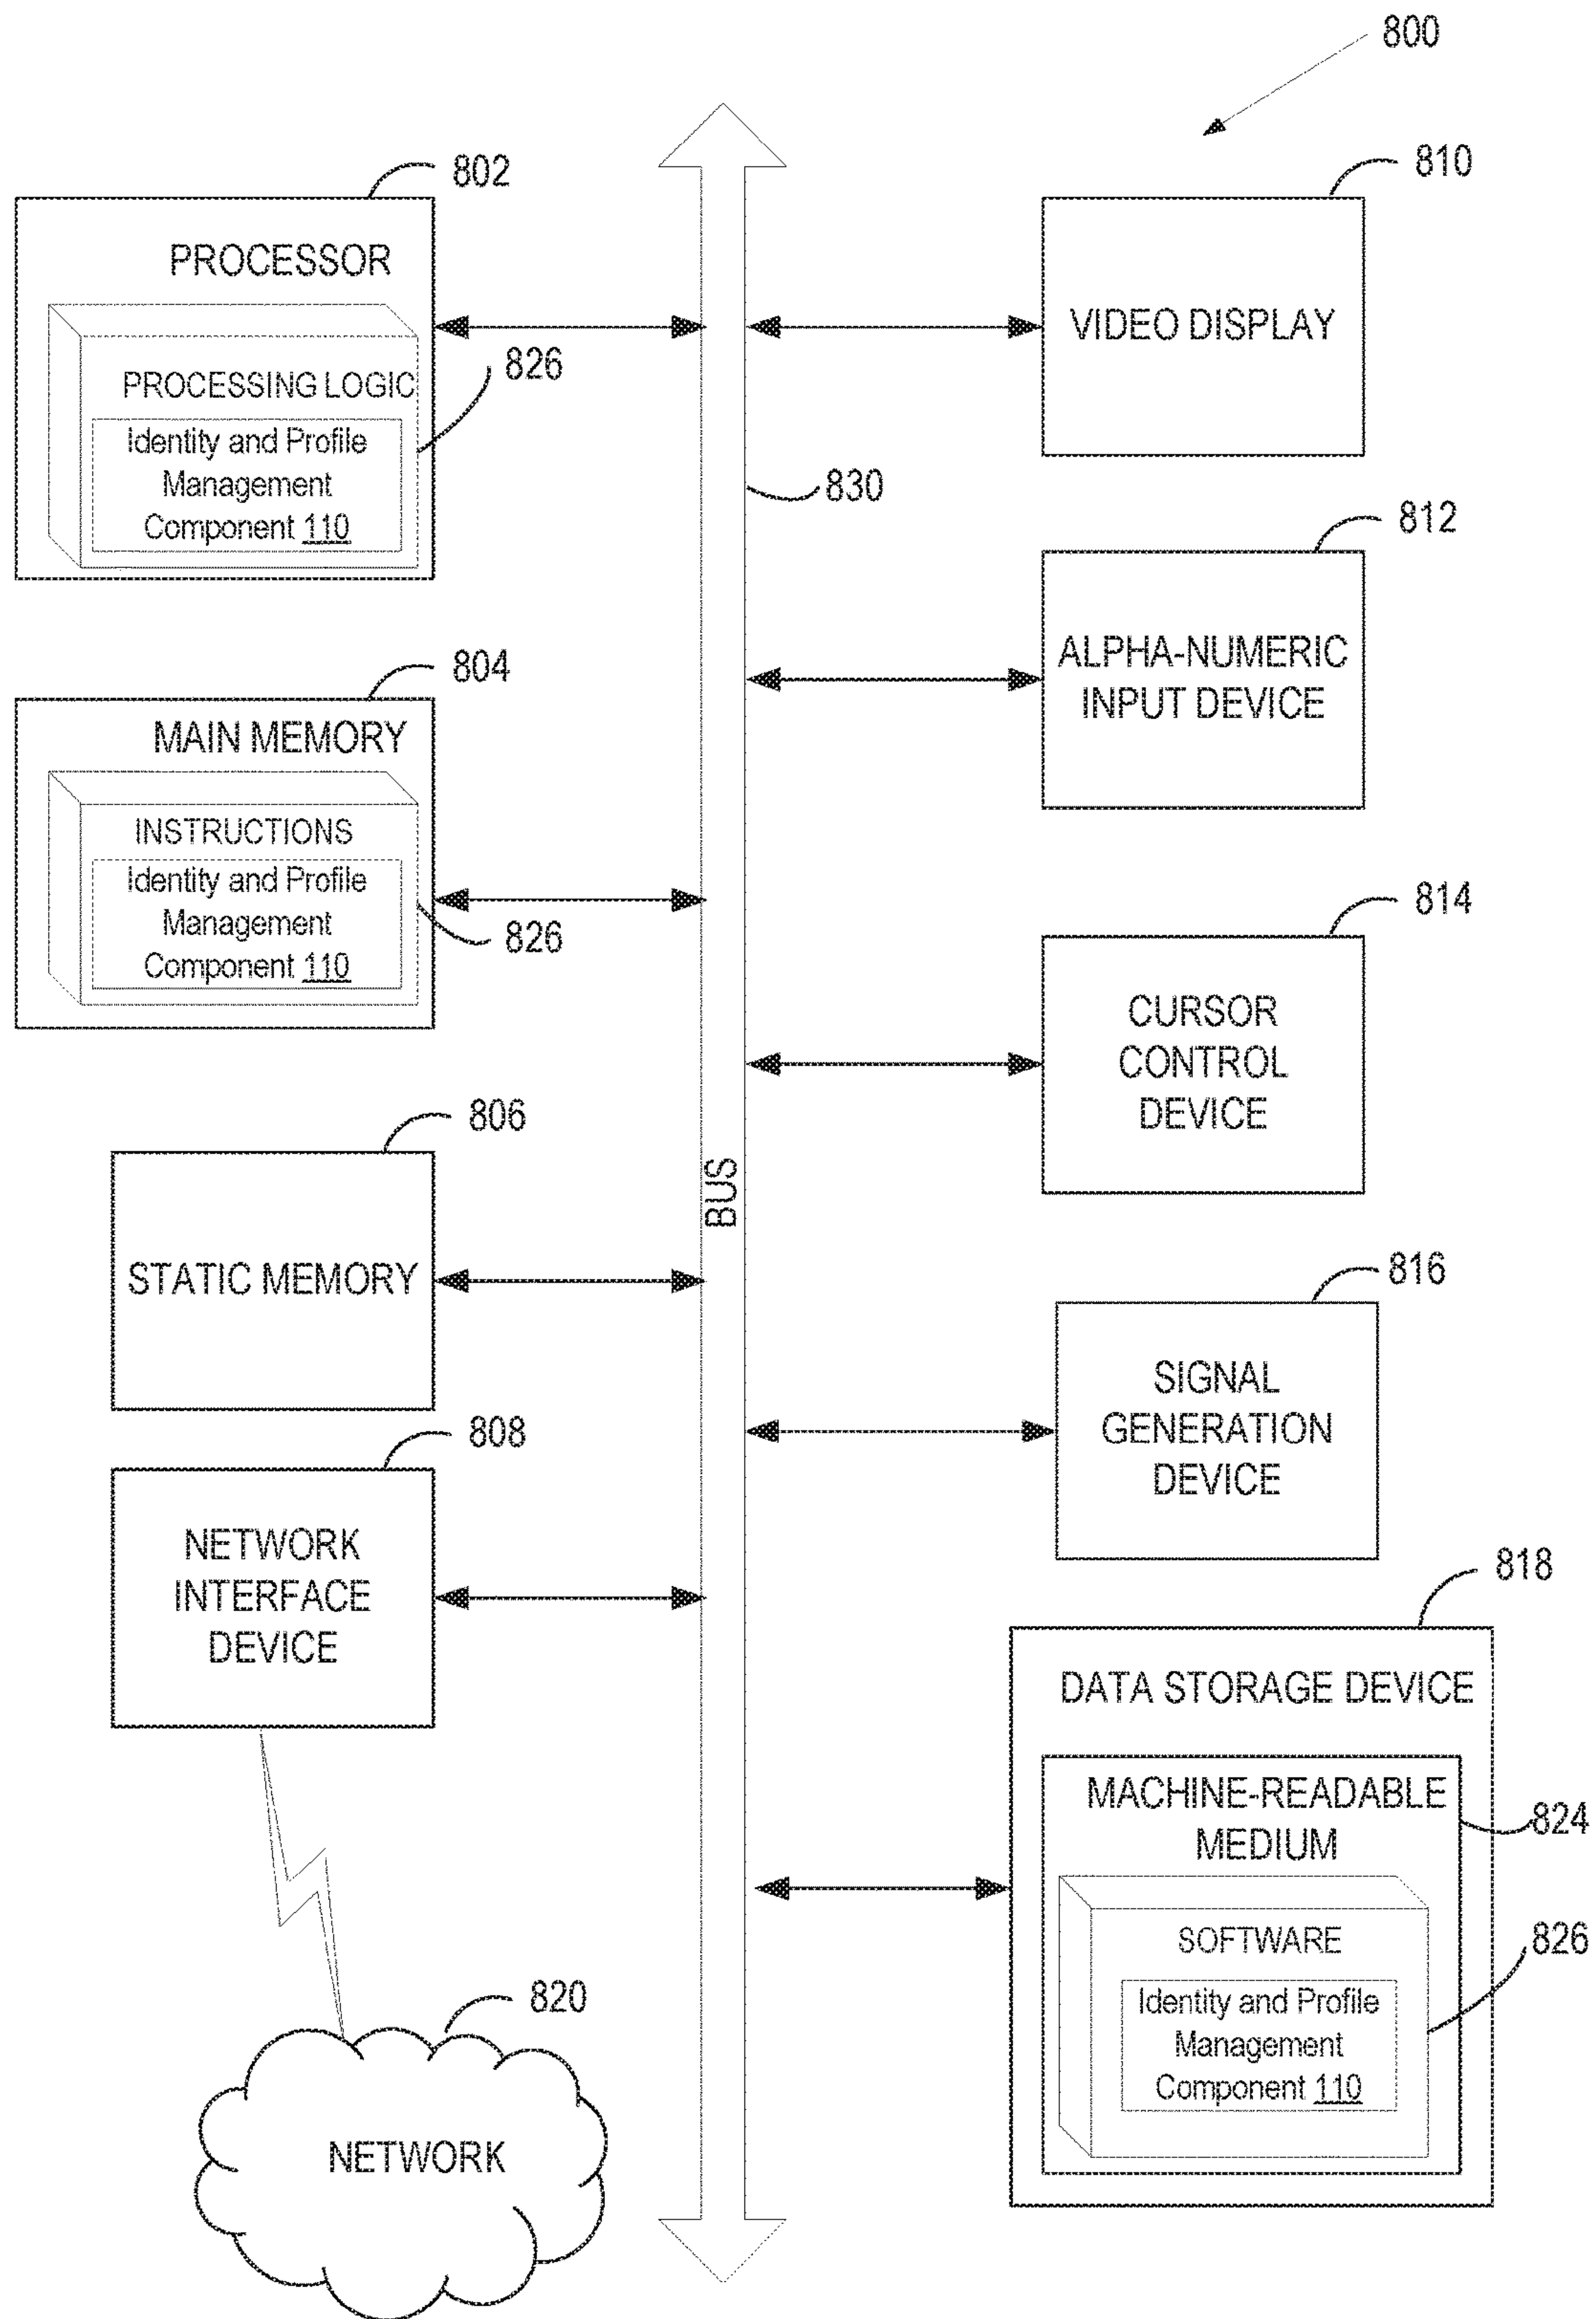 800
802
PROCESSOR
PROCESSING LOGIC
Identity and Profile
Management
Component 110
826
804
MAIN MEMORY
INSTRUCTIONS
Identity and Profile
Management
Component 110
826
806
STATIC MEMORY
808
NETWORK
INTERFACE
DEVICE
820
NETWORK
BUS
830
810
VIDEO DISPLAY
812
ALPHA-NUMERIC
INPUT DEVICE
814
CURSOR
CONTROL
DEVICE
816
SIGNAL
GENERATION
DEVICE
818
DATA STORAGE DEVICE
MACHINE-READABLE
MEDIUM
824
SOFTWARE
826
Identity and Profile
Management
Component 110